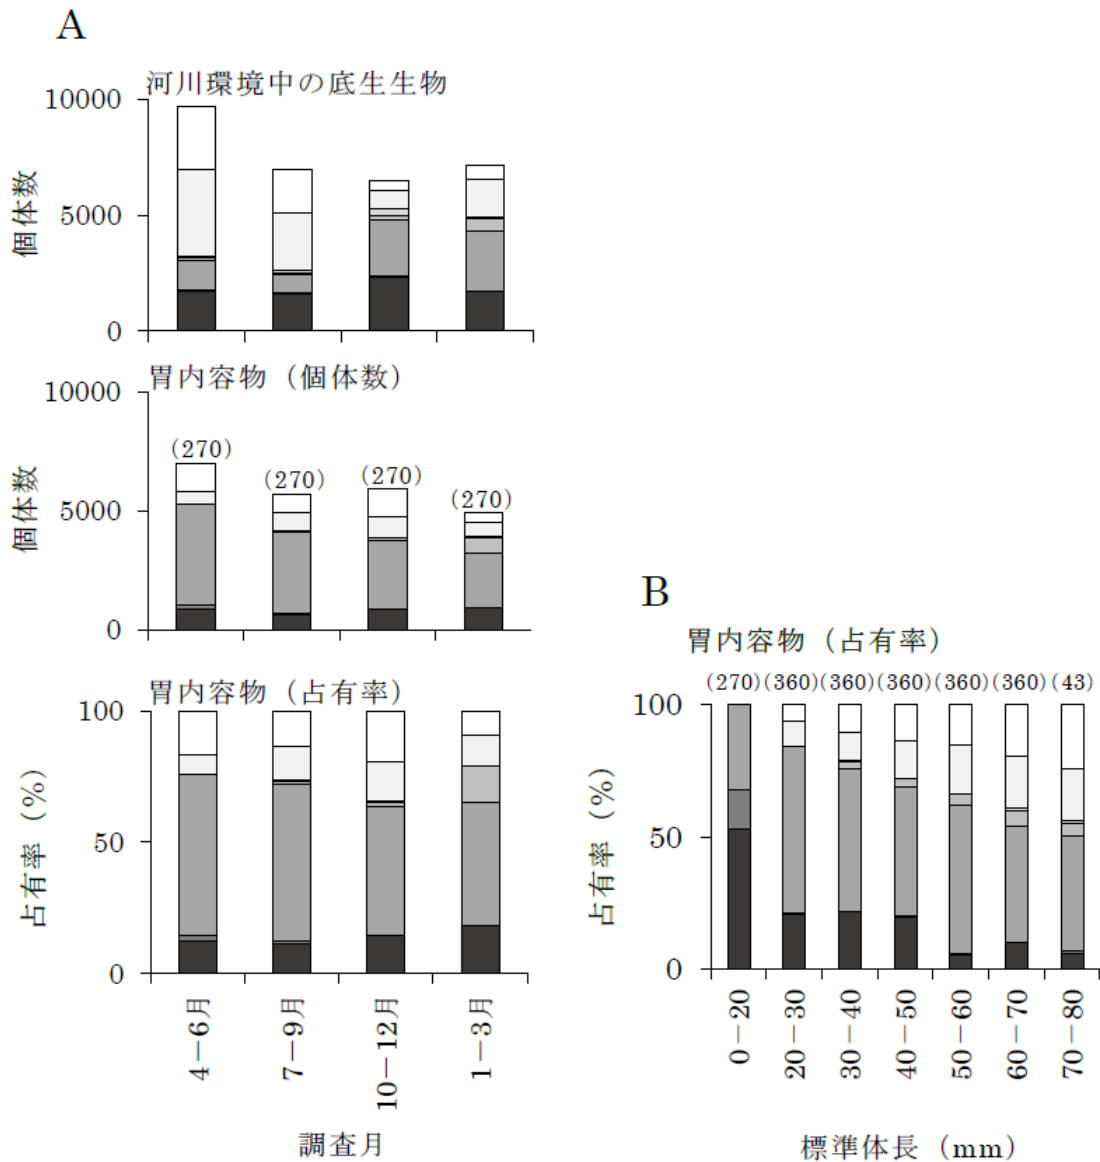 A
河川環境中の底生生物
10000
5000
0
個体数
胃内容物（個体数）
10000
5000
0
個体数
(270)
(270)
(270)
(270)
胃内容物（占有率）
100
50
0
占有率（%）
4－6月
7－9月
10－12月
1－3月
調査月
B
胃内容物（占有率）
(270)(360)(360)(360)(360)(360)(43)
100
50
0
占有率（%）
0－20
20－30
30－40
40－50
50－60
60－70
70－80
標準体長（mm）